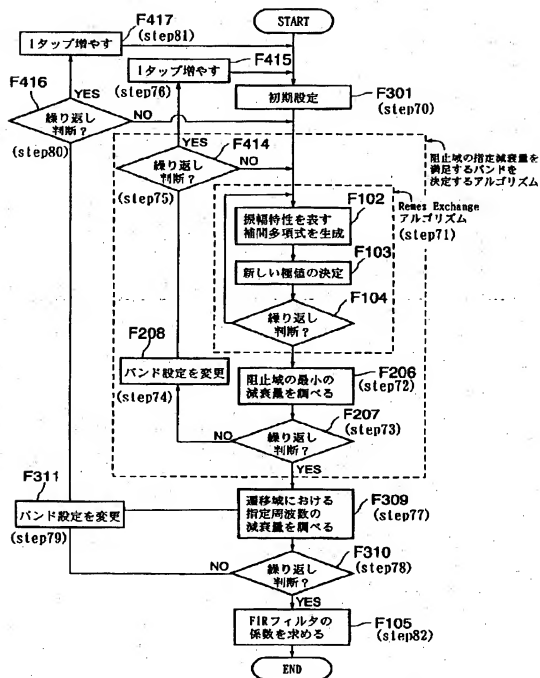 START
F417
(step81)
1タップ増やす
F415
1タップ増やす
(step76)
F416
YES
繰り返し
判断?
NO
(step80)
初期設定
F301
(step70)
YES
F414
繰り返し
判断?
NO
(step75)
阻止域の指定減衰量を
満足するバンドを
決定するアルゴリズム
Remez Exchange
アルゴリズム
(step71)
F102
振幅特性を表す
補間多項式を生成
F103
新しい極値の決定
F104
繰り返し
判断?
F208
バンド設定を変更
(step74)
F206
阻止域の最小の
減衰量を調べる
(step72)
F207
繰り返し
判断?
(step73)
NO
YES
F311
バンド設定を変更
(step79)
遷移域における
指定周波数の
減衰量を調べる
F309
(step77)
F310
繰り返し
判断?
(step78)
NO
YES
FIRフィルタの
係数を求める
F105
(step82)
END